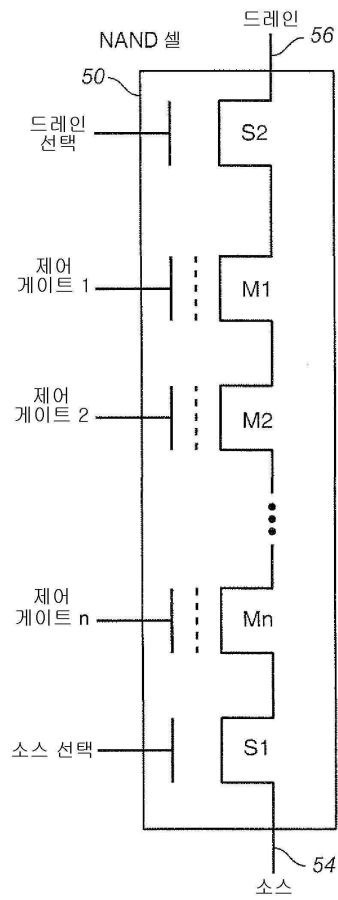 드레인
56
NAND 셀
50
드레인
선택
S2
제어
게이트 1
M1
제어
게이트 2
M2
제어
게이트 n
Mn
소스 선택
S1
54
소스